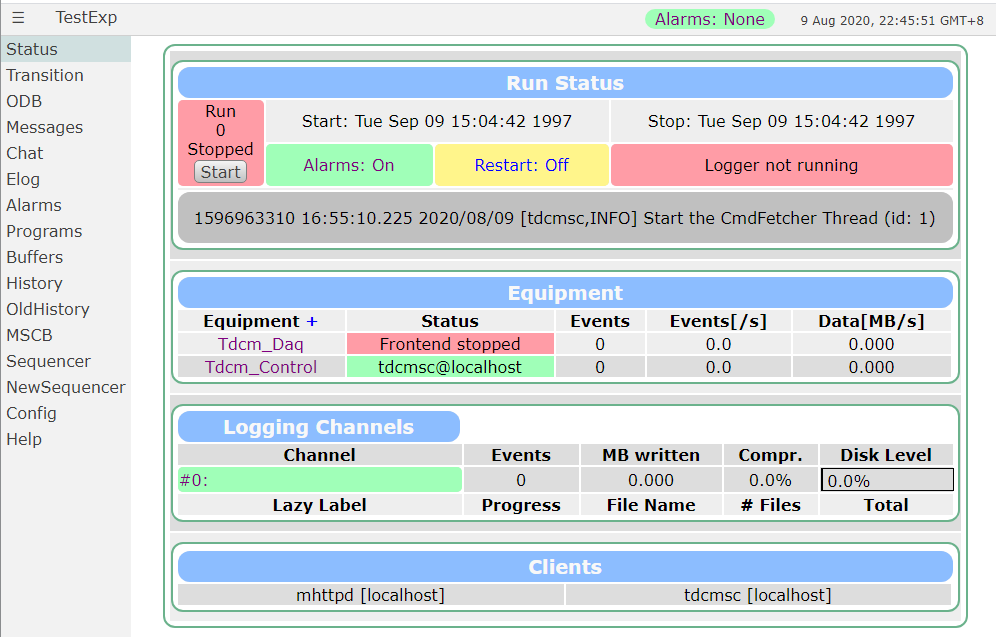 ☰ TestExp Alarms: None 9 Aug 2020, 22:45:51 GMT+8
Status
Transition
ODB
Messages
Chat
Elog
Alarms
Programs
Buffers
History
OldHistory
MSCB
Sequencer
NewSequencer
Config
Help
Run Status
Run
0
Stopped
Start
Start: Tue Sep 09 15:04:42 1997 Stop: Tue Sep 09 15:04:42 1997
Alarms: On Restart: Off Logger not running
1596963310 16:55:10.225 2020/08/09 [tdcmsc,INFO] Start the CmdFetcher Thread (id: 1)
Equipment
Equipment + Status Events Events[/s] Data[MB/s]
Tdcm_Daq Frontend stopped 0 0.0 0.000
Tdcm_Control tdcmsc@localhost 0 0.0 0.000
Logging Channels
Channel Events MB written Compr. Disk Level
#0: 0 0.000 0.0% 0.0%
Lazy Label Progress File Name # Files Total
Clients
mhttpd [localhost] tdcmsc [localhost]